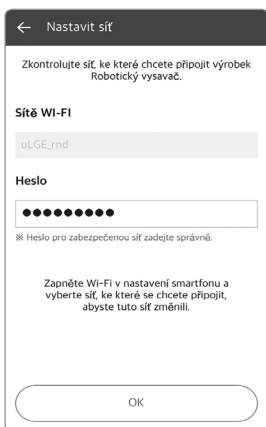 ← Nastavit síť
Zkontrolujte síť, ke které chcete připojit výrobek
Robotický vysavač.
Sítě WI-FI
uLGE_rnd
Heslo
●●●●●●●●●
※ Heslo pro zabezpečenou síť zadejte správně.
Zapněte Wi-Fi v nastavení smartfonu a
vyberte síť, ke které se chcete připojit,
abyste tuto síť změnili.
OK